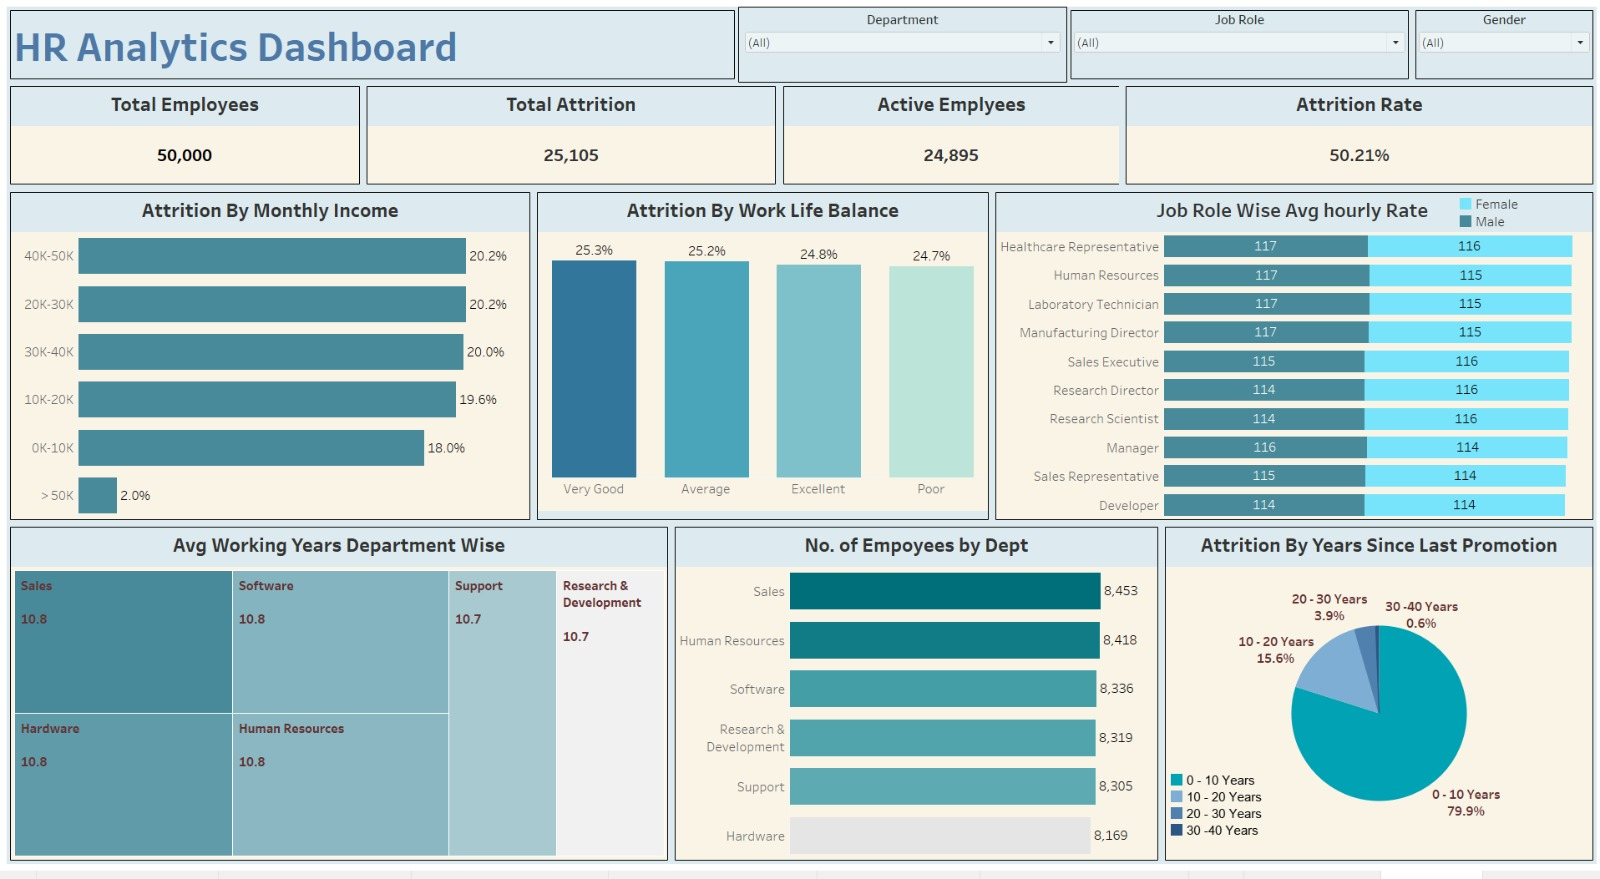 HR Analytics Dashboard
Department
(All)
Job Role
(All)
Gender
(All)
Total Employees
50,000
Total Attrition
25,105
Active Emplyees
24,895
Attrition Rate
50.21%
Attrition By Monthly Income
40K-50K 20.2%
20K-30K 20.2%
30K-40K 20.0%
10K-20K 19.6%
0K-10K 18.0%
> 50K 2.0%
Attrition By Work Life Balance
25.3% 25.2% 24.8% 24.7%
Very Good Average Excellent Poor
Job Role Wise Avg hourly Rate
Female
Male
Healthcare Representative 117 116
Human Resources 117 115
Laboratory Technician 117 115
Manufacturing Director 117 115
Sales Executive 115 116
Research Director 114 116
Research Scientist 114 116
Manager 116 114
Sales Representative 115 114
Developer 114 114
Avg Working Years Department Wise
Sales
10.8
Software
10.8
Support
10.7
Research &
Development
10.7
Hardware
10.8
Human Resources
10.8
No. of Empoyees by Dept
Sales 8,453
Human Resources 8,418
Software 8,336
Research &
Development 8,319
Support 8,305
Hardware 8,169
Attrition By Years Since Last Promotion
20 - 30 Years
3.9%
30 -40 Years
0.6%
10 - 20 Years
15.6%
0 - 10 Years
79.9%
0 - 10 Years
10 - 20 Years
20 - 30 Years
30 -40 Years